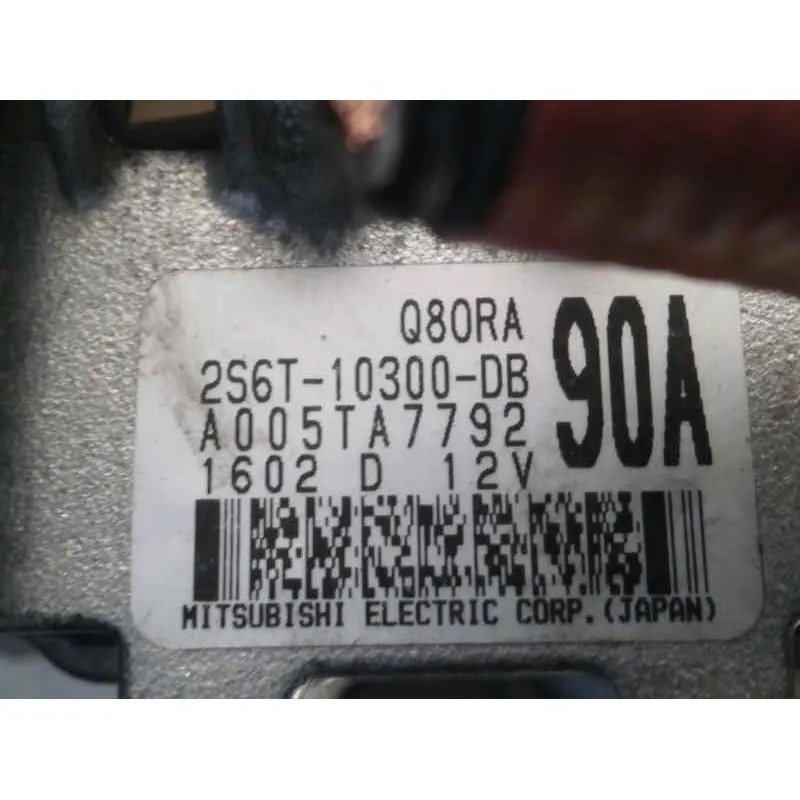 Q80RA
90A
2S6T-10300-DB
A005TA7792
1602 D 12V
MITSUBISHI ELECTRIC CORP.(JAPAN)